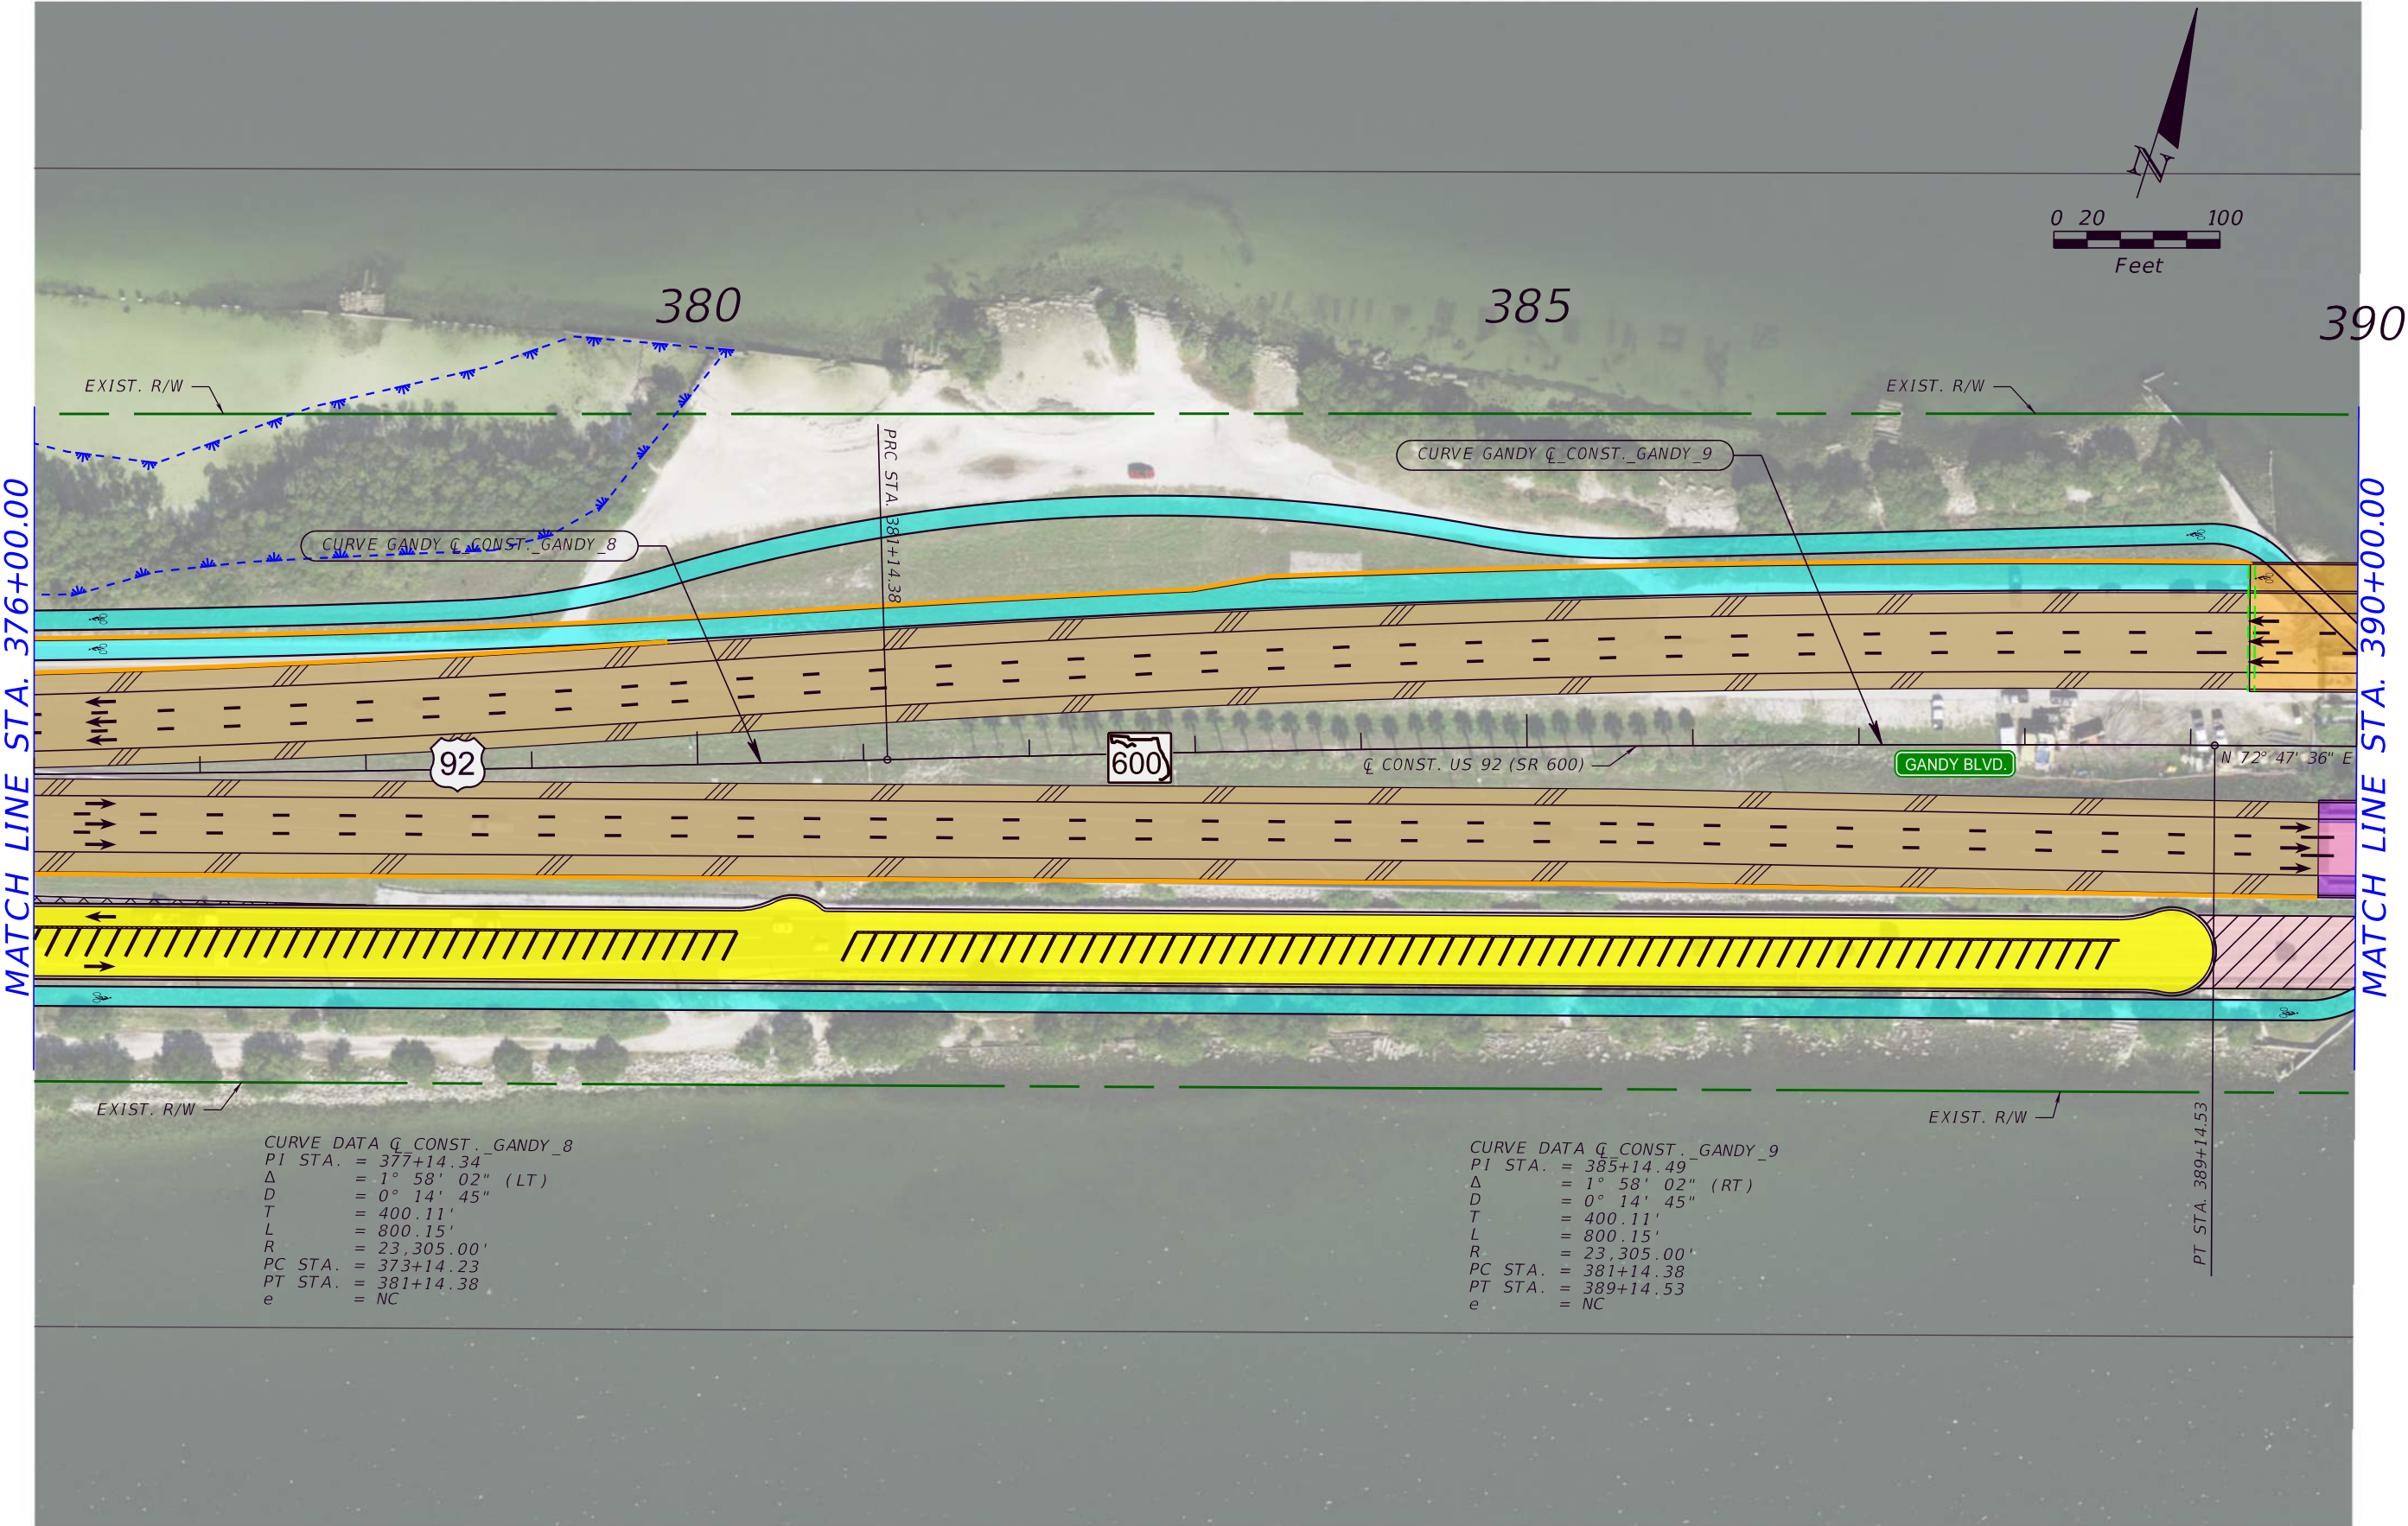 N
0 20 100
Feet
380
385
390
EXIST. R/W
EXIST. R/W
PRC STA. 381+14.38
CURVE GANDY ℄_CONST._GANDY_9
CURVE GANDY ℄_CONST._GANDY_8
MATCH LINE STA. 376+00.00
MATCH LINE STA. 390+00.00
92
600
℄ CONST. US 92 (SR 600)
GANDY BLVD.
N 72° 47' 36" E
EXIST. R/W
EXIST. R/W
PT STA. 389+14.53
CURVE DATA ℄_CONST._GANDY_8
PI STA. = 377+14.34
Δ = 1° 58' 02" (LT)
D = 0° 14' 45"
T = 400.11'
L = 800.15'
R = 23,305.00'
PC STA. = 373+14.23
PT STA. = 381+14.38
e = NC
CURVE DATA ℄_CONST._GANDY_9
PI STA. = 385+14.49
Δ = 1° 58' 02" (RT)
D = 0° 14' 45"
T = 400.11'
L = 800.15'
R = 23,305.00'
PC STA. = 381+14.38
PT STA. = 389+14.53
e = NC